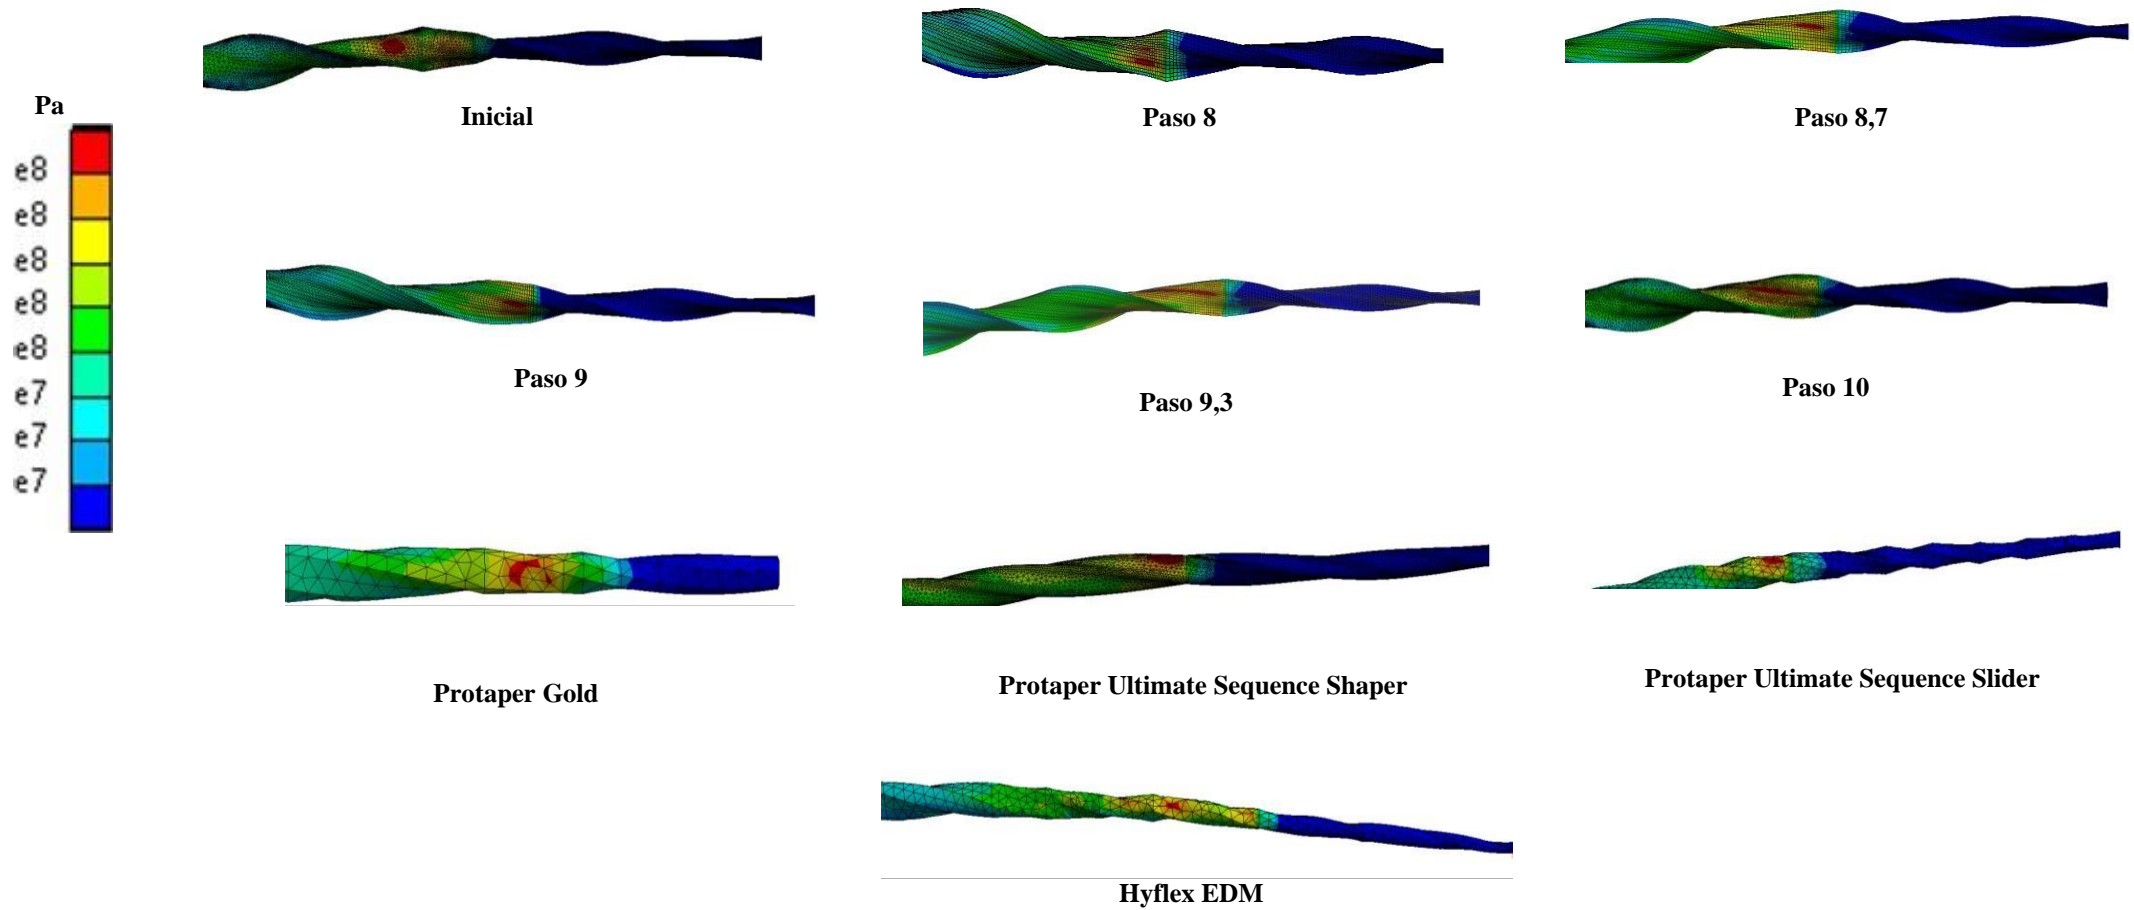 Inicial
Paso 8
Paso 8,7
Pa
e8
e8
e8
e8
e8
e7
e7
e7
Paso 9
Paso 9,3
Paso 10
Protaper Gold
Protaper Ultimate Sequence Shaper
Protaper Ultimate Sequence Slider
Hyflex EDM